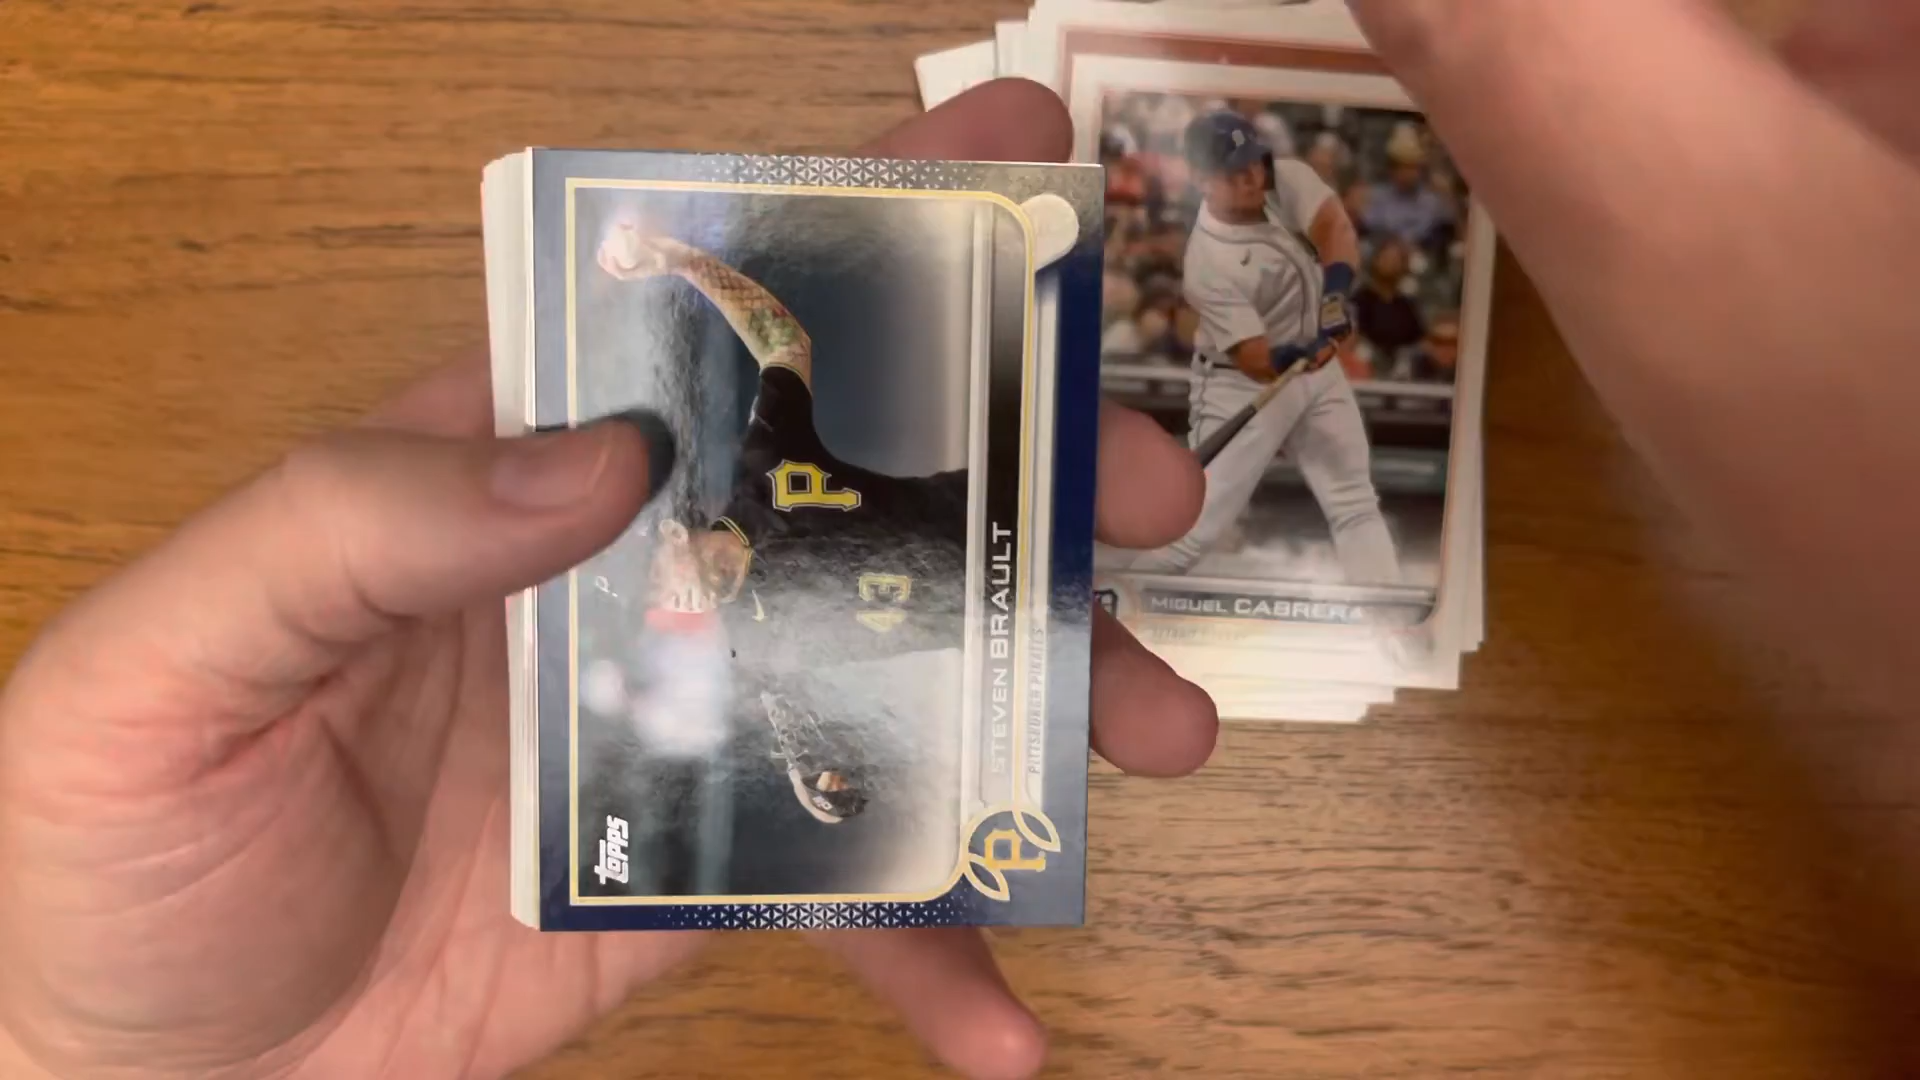 P
43
P
STEVEN BRAULT
PITTSBURGH PIRATES
P
TOPPS
MIGUEL CABRERA